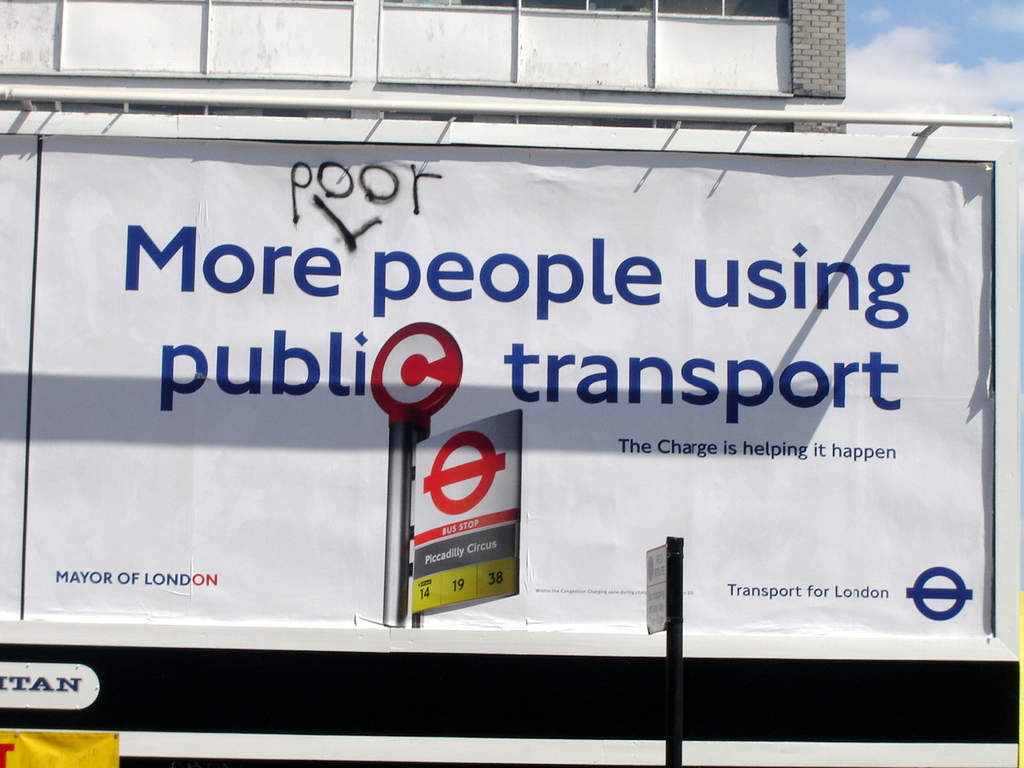 poor
More people using
public transport
The Charge is helping it happen
BUS STOP
Piccadilly Circus
14 19 38
MAYOR OF LONDON
Transport for London
ITAN